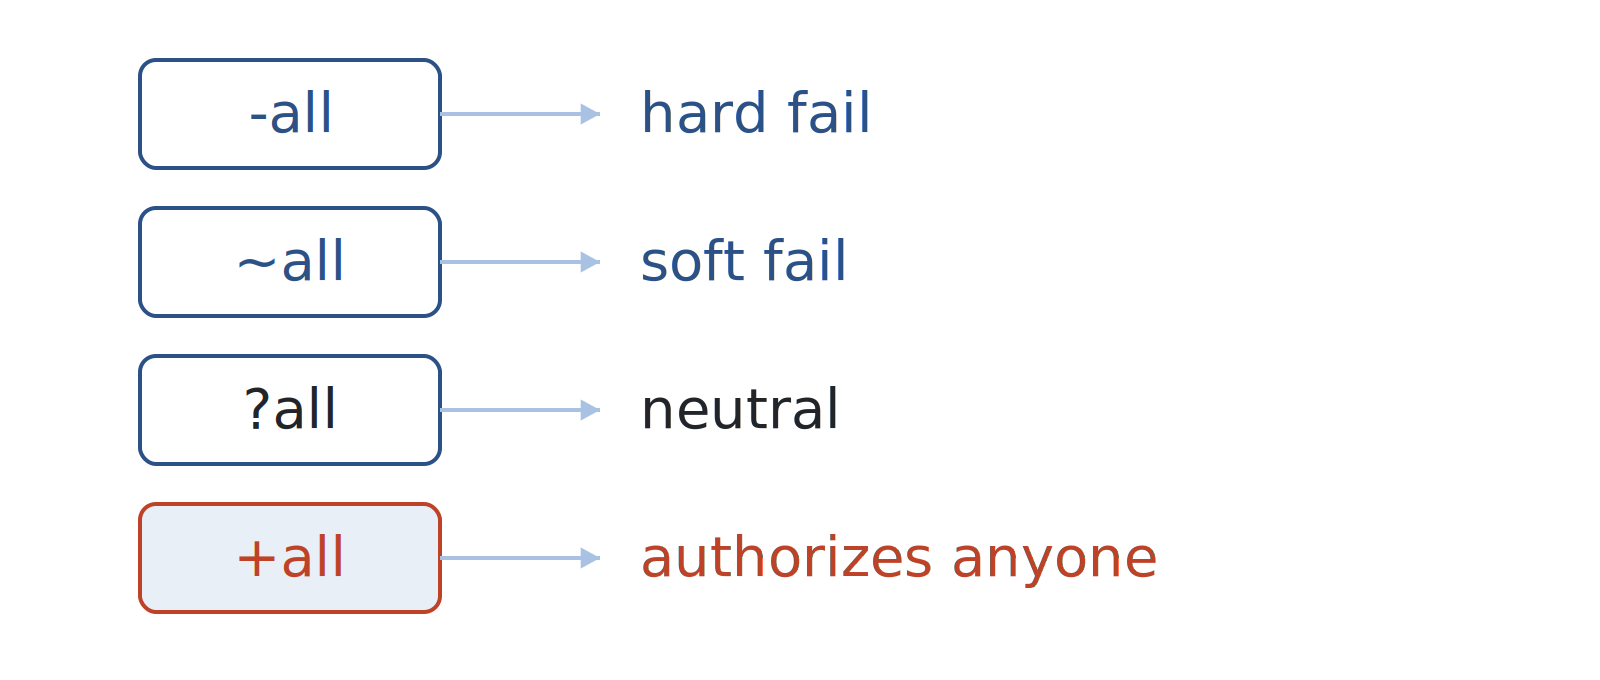 -all hard fail
~all soft fail
?all neutral
+all authorizes anyone